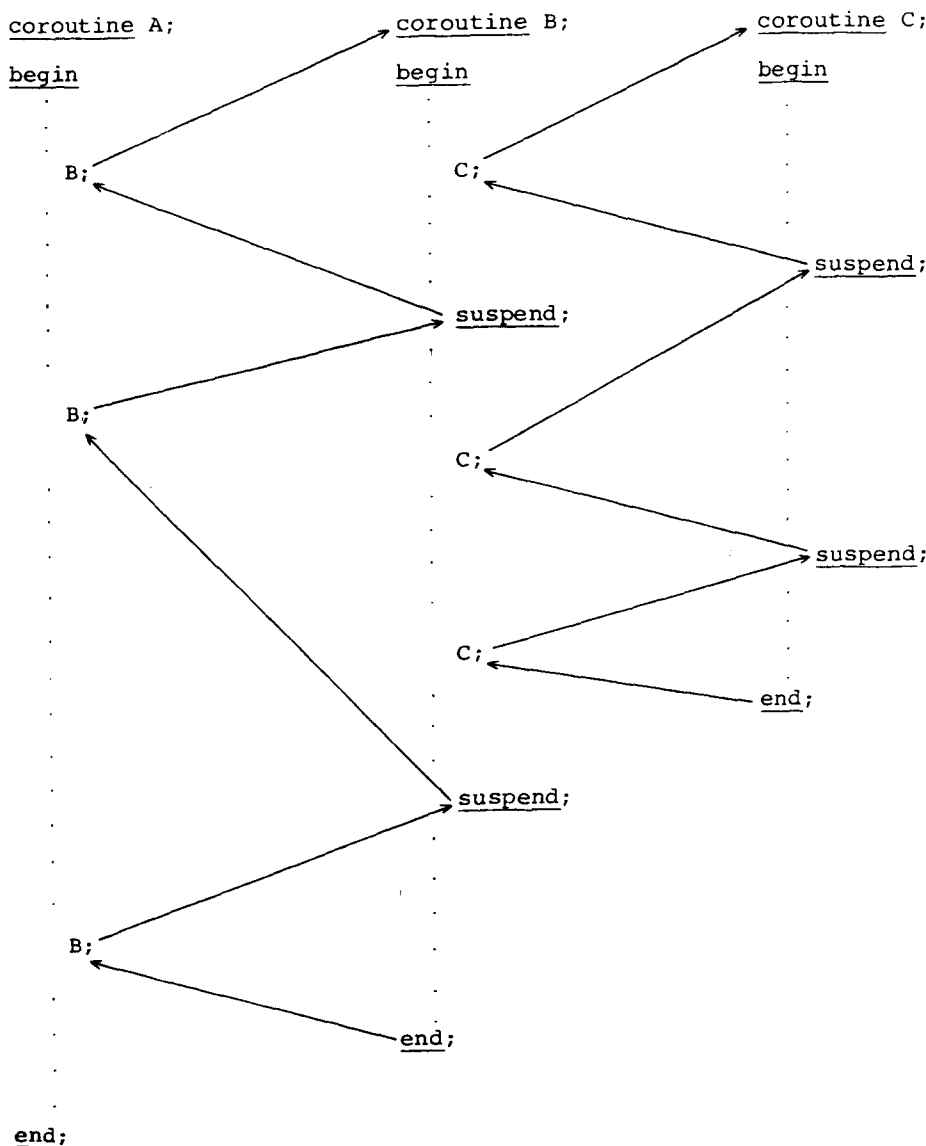 coroutine A; coroutine B; coroutine C;
begin begin begin
B; C;
suspend;
suspend;
B;
C;
suspend;
C;
end;
suspend;
B;
end;
end;